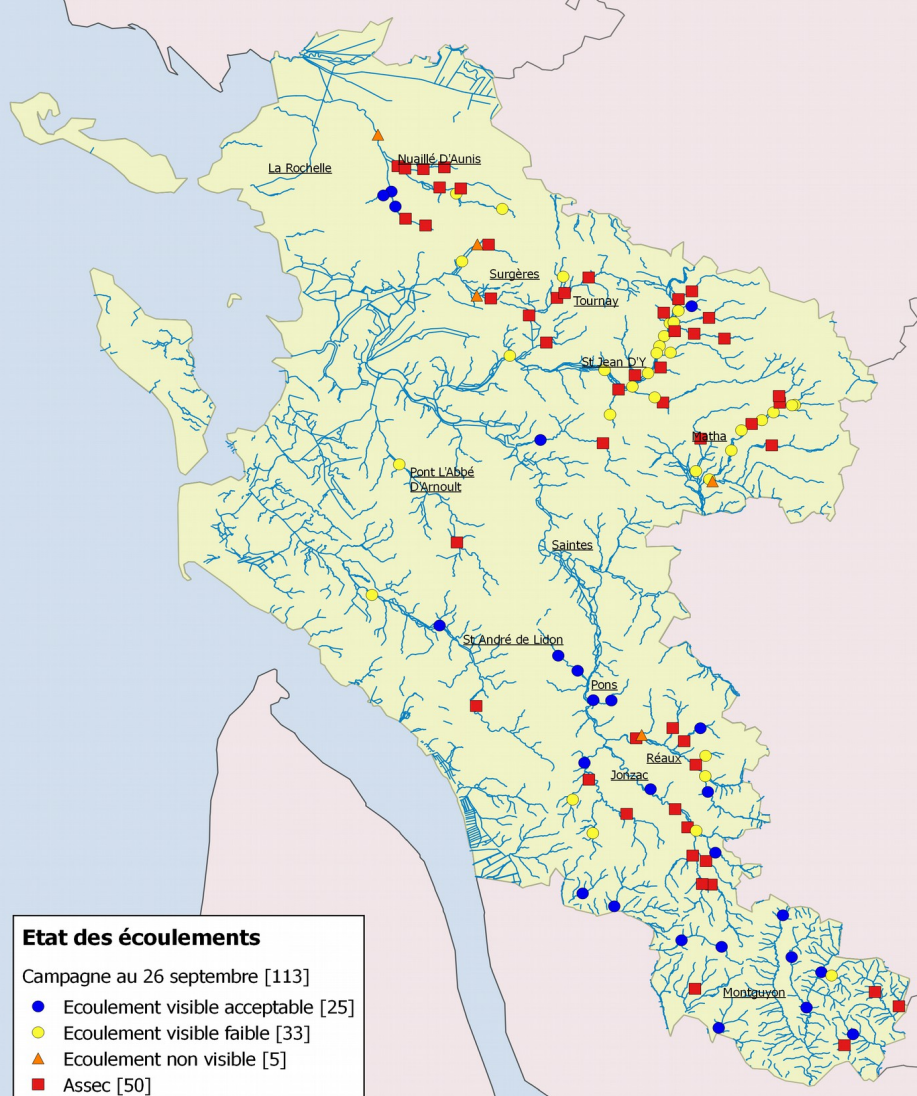 Nuaillé D'Aunis
La Rochelle
Surgères
Tournay
St Jean D'Y
Matha
Pont L'Abbé
D'Arnoult
Saintes
St André de Lidon
Pons
Réaux
Jonzac
Montguyon
Etat des écoulements
Campagne au 26 septembre [113]
Ecoulement visible acceptable [25]
Ecoulement visible faible [33]
Ecoulement non visible [5]
Assec [50]